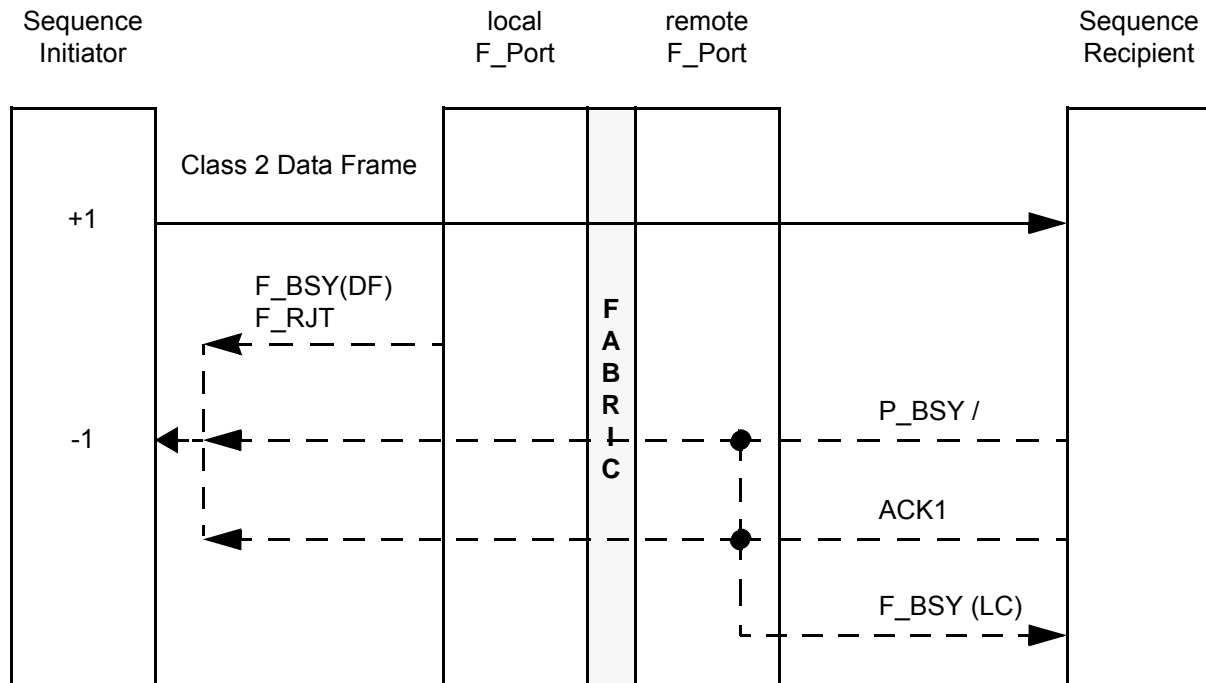 Sequence
Initiator
local
F_Port
remote
F_Port
Sequence
Recipient
Class 2 Data Frame
+1
F_BSY(DF)
F_RJT
FABRIC
P_BSY /
-1
ACK1
F_BSY (LC)